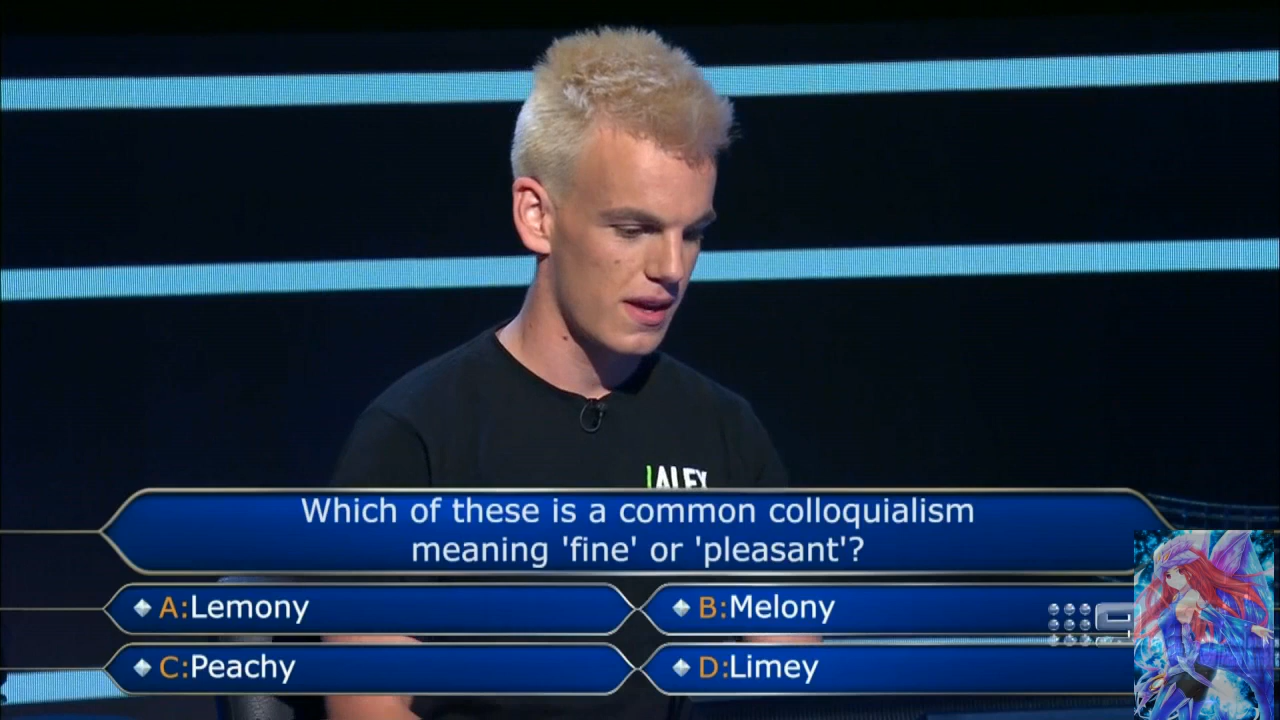 ALEX
Which of these is a common colloquialism
meaning 'fine' or 'pleasant'?
A:Lemony
B:Melony
C:Peachy
D:Limey